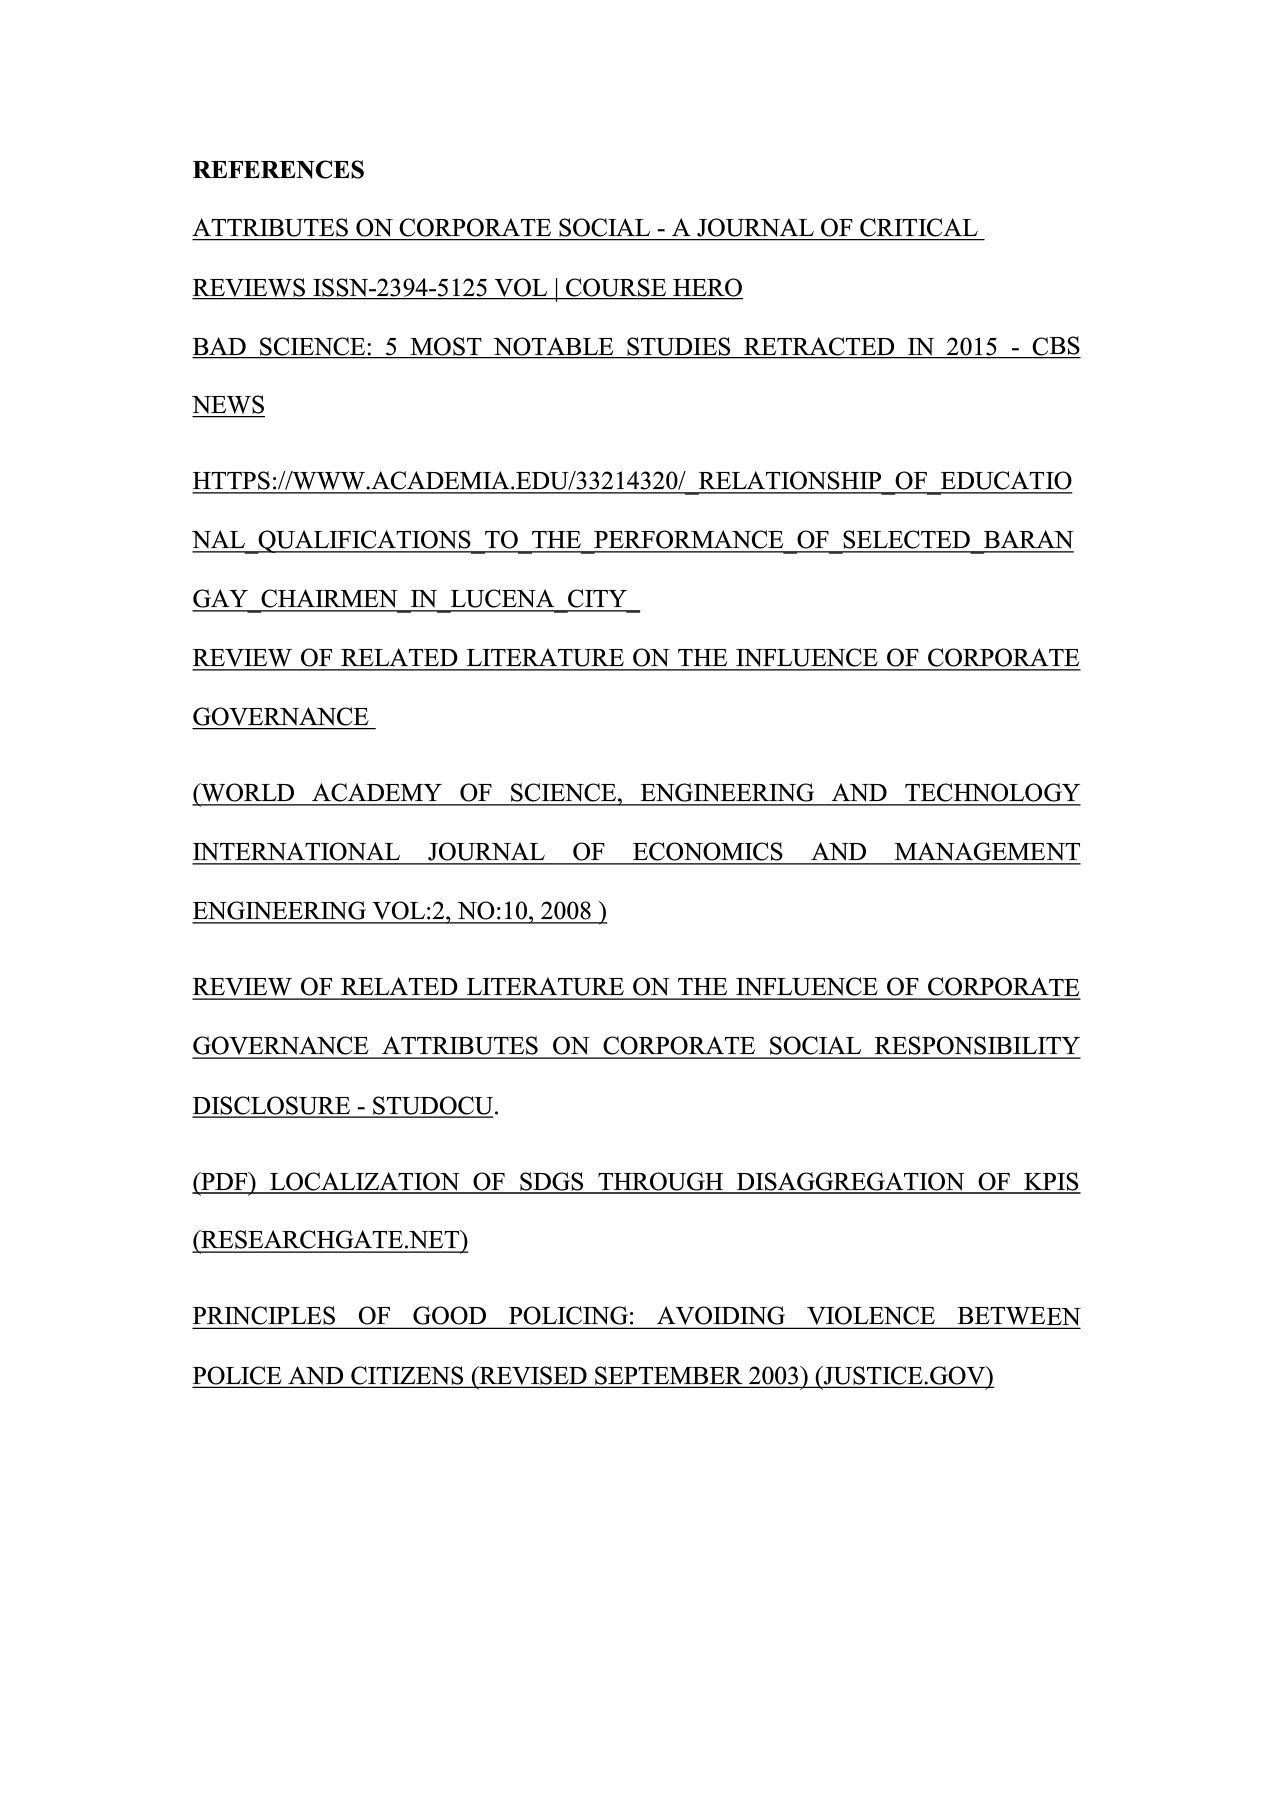 REFERENCES
ATTRIBUTES ON CORPORATE SOCIAL - A JOURNAL OF CRITICAL
REVIEWS ISSN-2394-5125 VOL | COURSE HERO
BAD SCIENCE: 5 MOST NOTABLE STUDIES RETRACTED IN 2015 - CBS
NEWS
HTTPS://WWW.ACADEMIA.EDU/33214320/_RELATIONSHIP_OF_EDUCATIO
NAL_QUALIFICATIONS_TO_THE_PERFORMANCE_OF_SELECTED_BARAN
GAY_CHAIRMEN_IN_LUCENA_CITY_
REVIEW OF RELATED LITERATURE ON THE INFLUENCE OF CORPORATE
GOVERNANCE
(WORLD ACADEMY OF SCIENCE, ENGINEERING AND TECHNOLOGY
INTERNATIONAL JOURNAL OF ECONOMICS AND MANAGEMENT
ENGINEERING VOL:2, NO:10, 2008 )
REVIEW OF RELATED LITERATURE ON THE INFLUENCE OF CORPORATE
GOVERNANCE ATTRIBUTES ON CORPORATE SOCIAL RESPONSIBILITY
DISCLOSURE - STUDOCU.
(PDF) LOCALIZATION OF SDGS THROUGH DISAGGREGATION OF KPIS
(RESEARCHGATE.NET)
PRINCIPLES OF GOOD POLICING: AVOIDING VIOLENCE BETWEEN
POLICE AND CITIZENS (REVISED SEPTEMBER 2003) (JUSTICE.GOV)